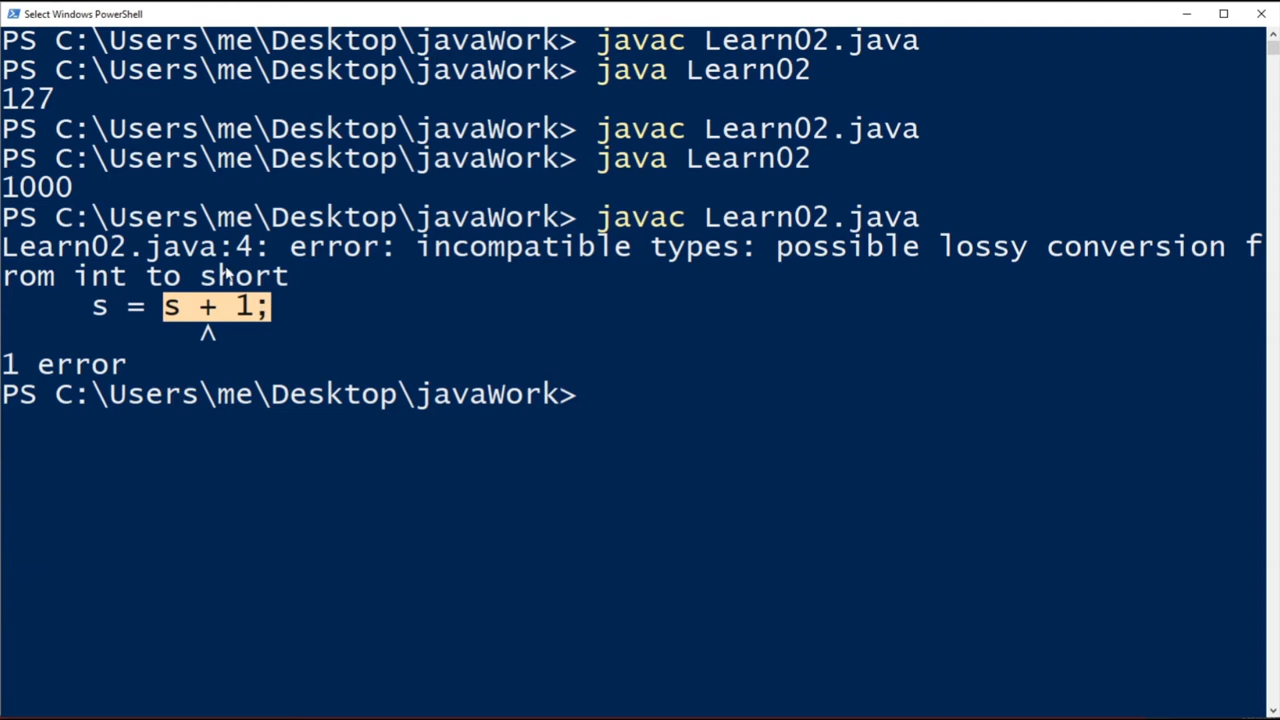 Select Windows PowerShell
PS C:\Users\me\Desktop\javaWork> javac Learn02.java
PS C:\Users\me\Desktop\javaWork> java Learn02
127
PS C:\Users\me\Desktop\javaWork> javac Learn02.java
PS C:\Users\me\Desktop\javaWork> java Learn02
1000
PS C:\Users\me\Desktop\javaWork> javac Learn02.java
Learn02.java:4: error: incompatible types: possible lossy conversion f
rom int to short
     s = s + 1;
           ^
1 error
PS C:\Users\me\Desktop\javaWork>